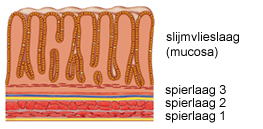 slijmvlieslaag
(mucosa)
spierlaag 3
spierlaag 2
spierlaag 1